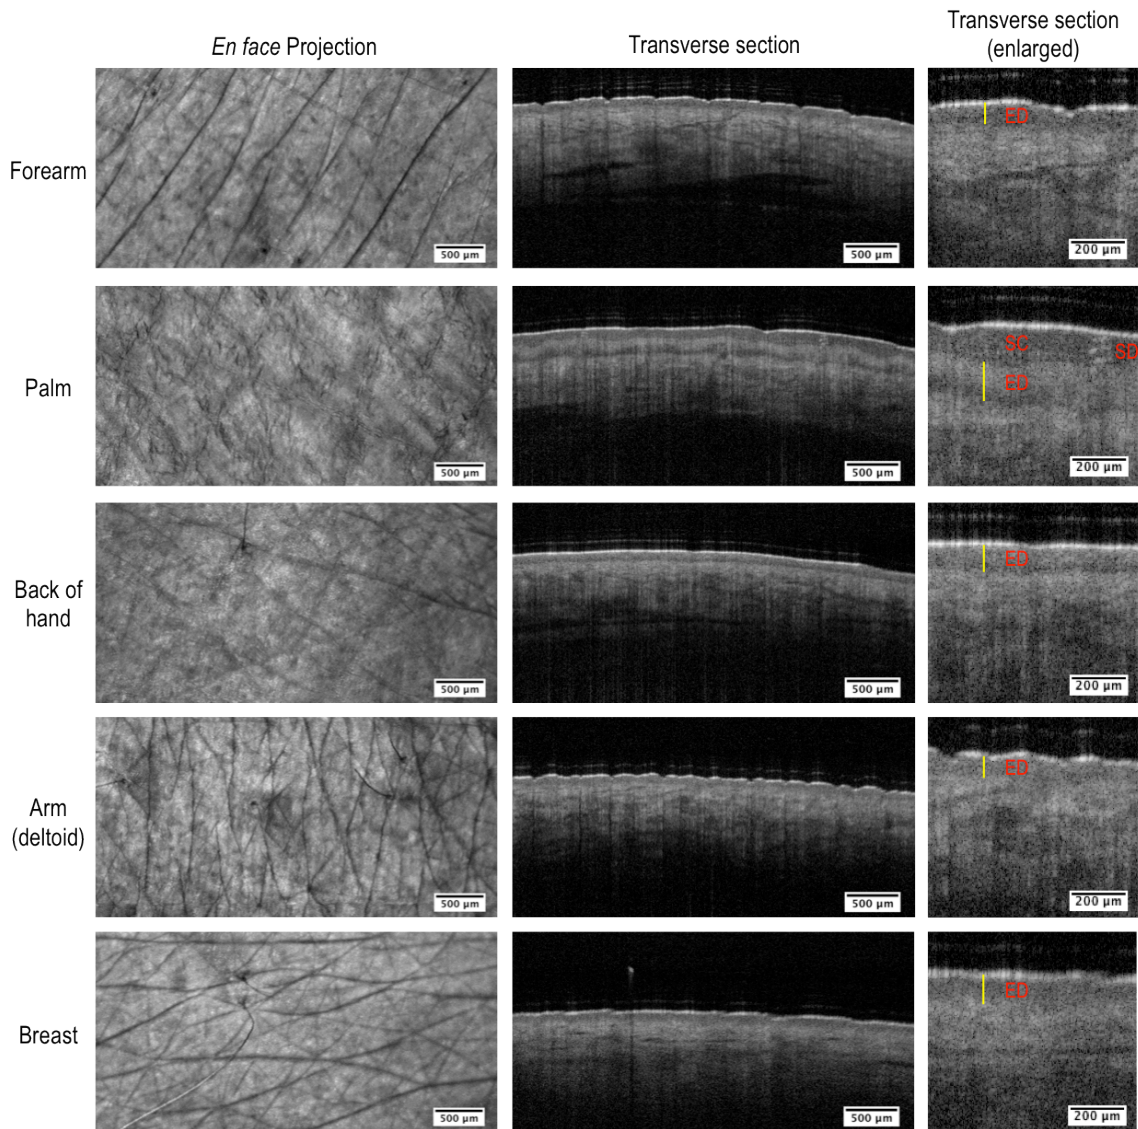 En face Projection
Transverse section
Transverse section
(enlarged)
Forearm
500 µm
500 µm
ED
200 µm
Palm
500 µm
500 µm
SC
SD
ED
200 µm
Back of
hand
500 µm
500 µm
ED
200 µm
Arm
(deltoid)
500 µm
500 µm
ED
200 µm
Breast
500 µm
500 µm
ED
200 µm